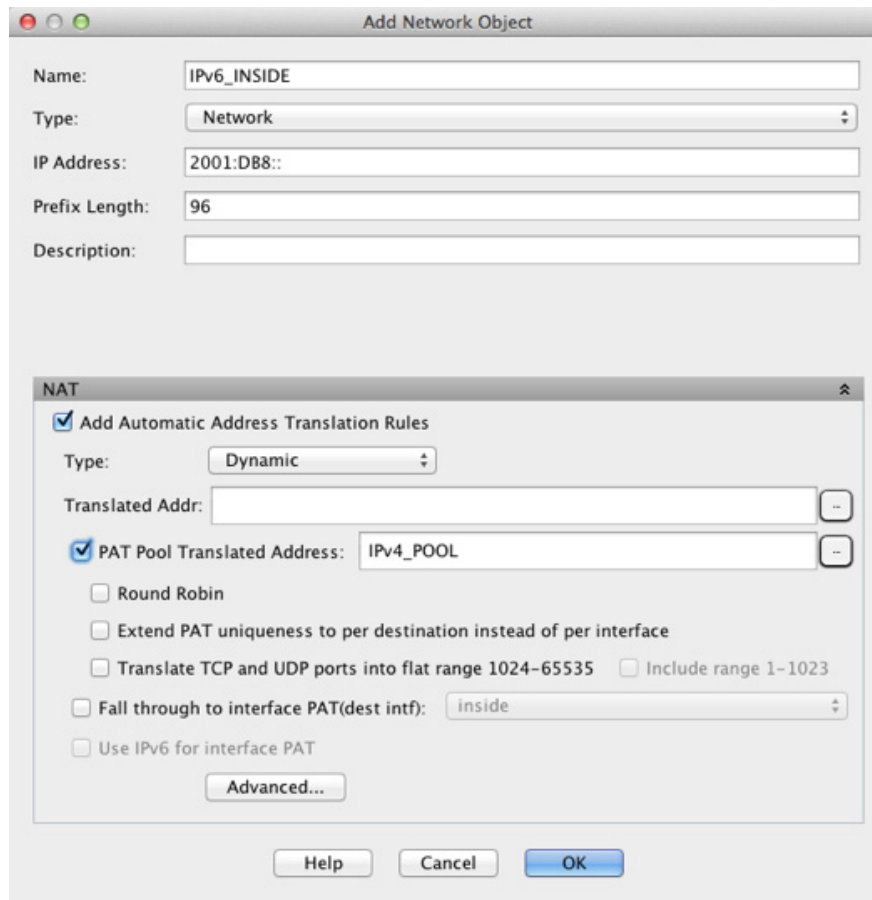 Add Network Object
Name: IPv6_INSIDE
Type: Network
IP Address: 2001:DB8::
Prefix Length: 96
Description:
NAT
Add Automatic Address Translation Rules
Type: Dynamic
Translated Addr:
PAT Pool Translated Address: IPv4_POOL
Round Robin
Extend PAT uniqueness to per destination instead of per interface
Translate TCP and UDP ports into flat range 1024-65535 Include range 1-1023
Fall through to interface PAT(dest intf): inside
Use IPv6 for interface PAT
Advanced...
Help Cancel OK